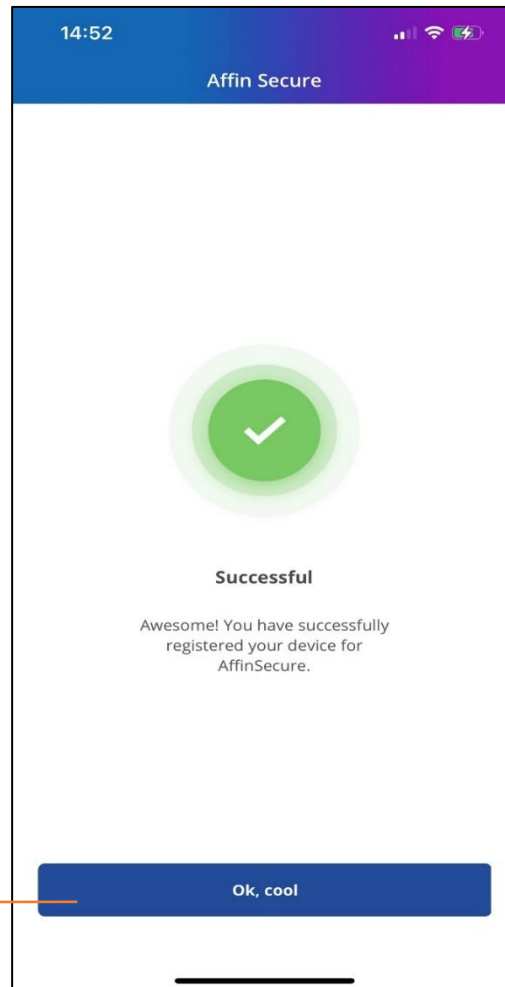 14:52
Affin Secure
Successful
Awesome! You have successfully
registered your device for
AffinSecure.
Ok, cool